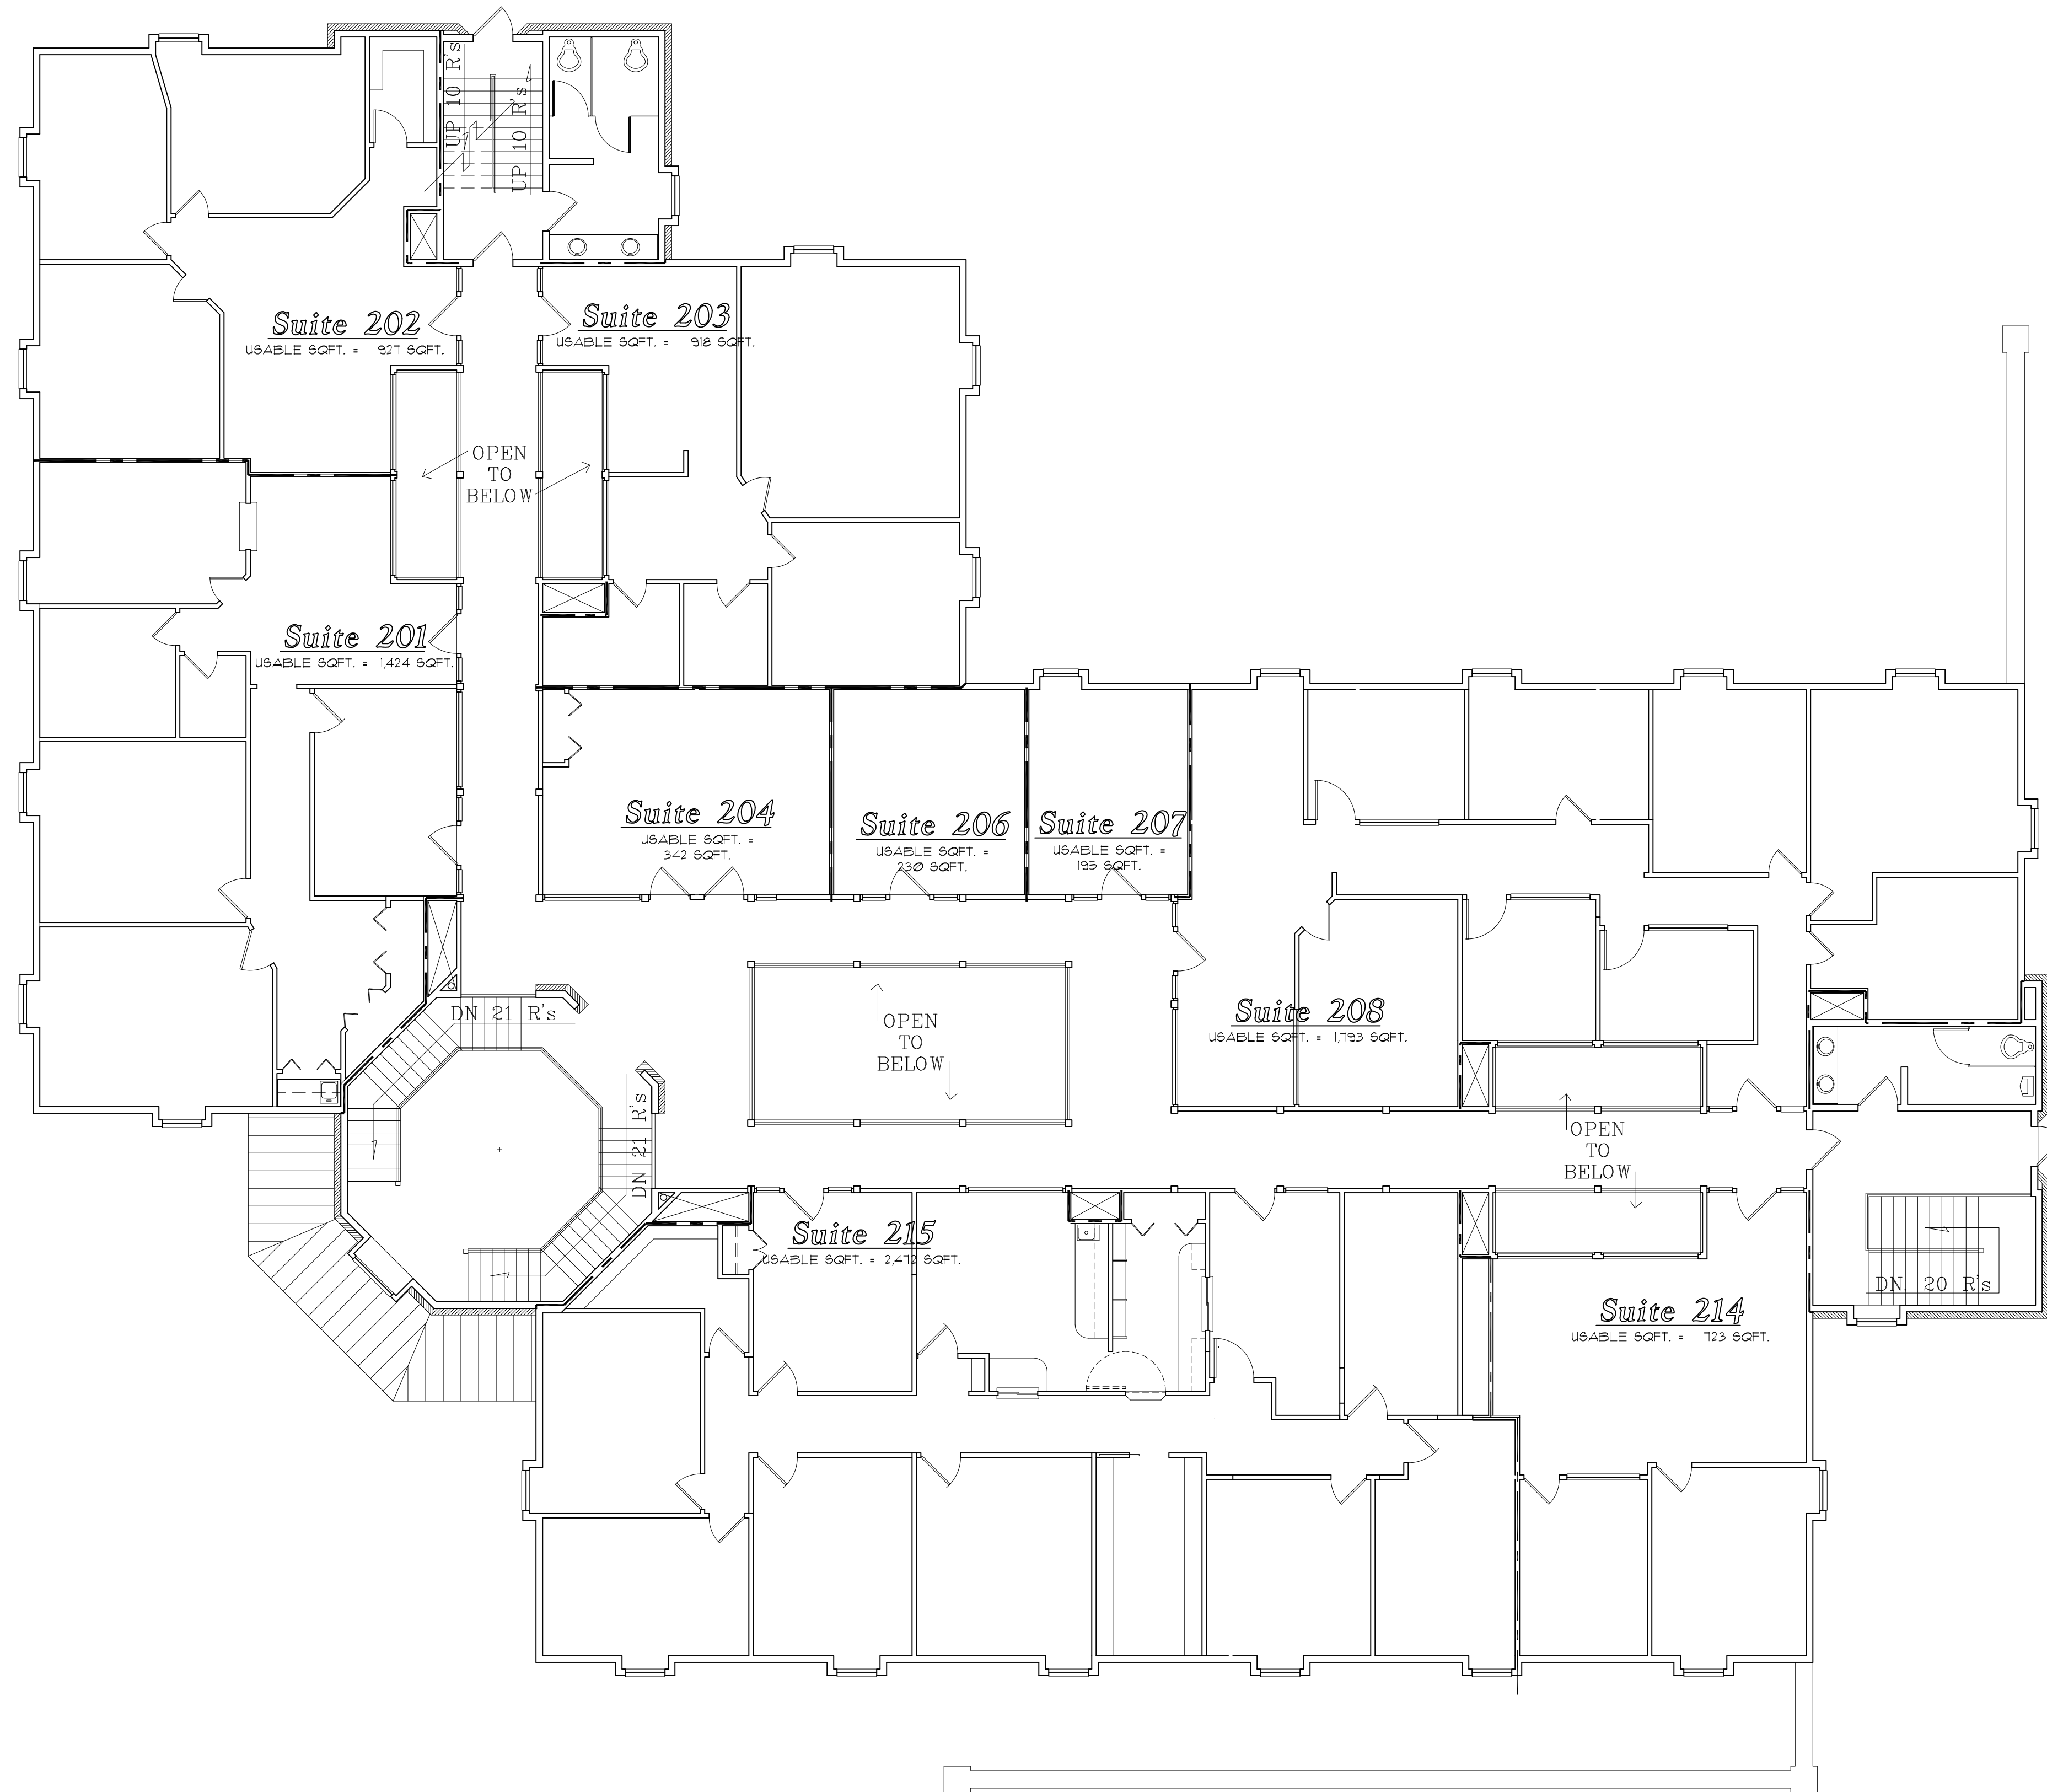 UP 10 R's
UP 10 R's
Suite 202
USABLE SQFT. = 927 SQFT.
Suite 203
USABLE SQFT. = 918 SQFT.
OPEN
TO
BELOW
Suite 201
USABLE SQFT. = 1,424 SQFT.
Suite 204
USABLE SQFT. =
342 SQFT.
Suite 206
USABLE SQFT. =
230 SQFT.
Suite 207
USABLE SQFT. =
195 SQFT.
DN 21 R's
OPEN
TO
BELOW
Suite 208
USABLE SQFT. = 1,793 SQFT.
DN 21 R's
OPEN
TO
BELOW
Suite 215
USABLE SQFT. = 2,472 SQFT.
DN. 20 R's
Suite 214
USABLE SQFT. = 723 SQFT.